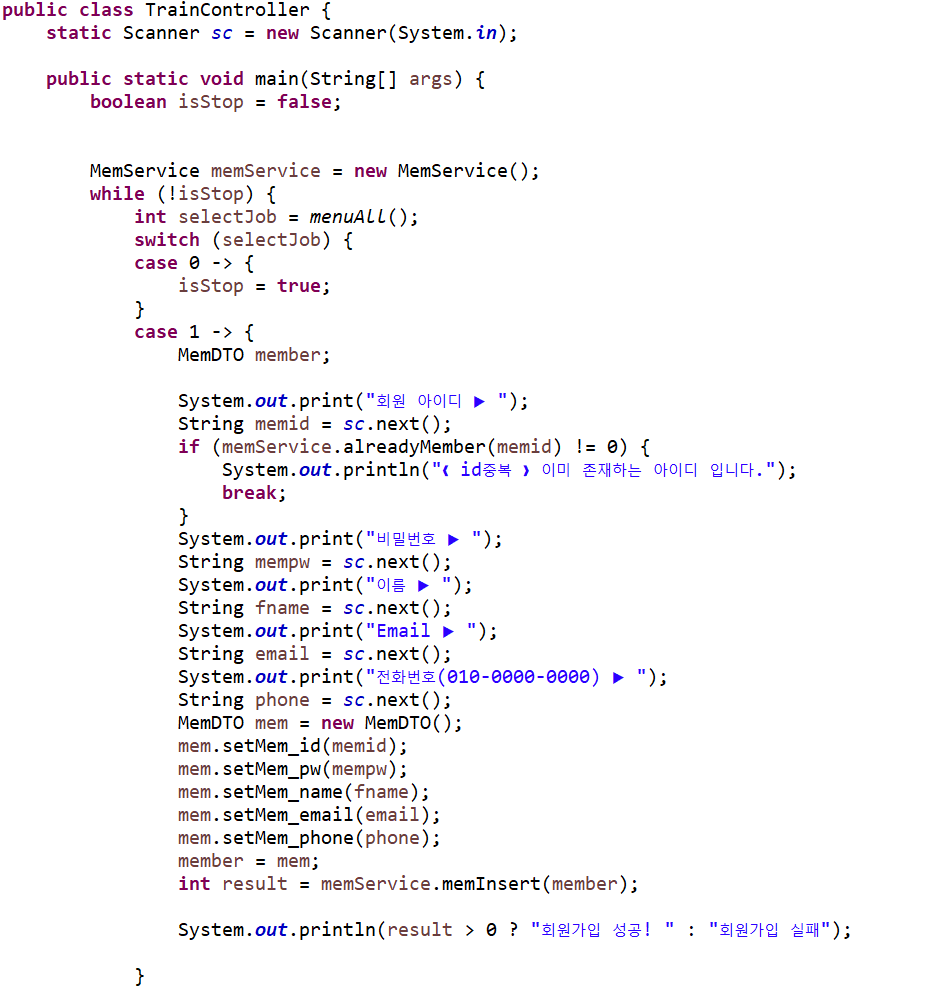 public class TrainController {
    static Scanner sc = new Scanner(System.in);
    public static void main(String[] args) {
        boolean isStop = false;
        MemService memService = new MemService();
        while (!isStop) {
            int selectJob = menuAll();
            switch (selectJob) {
            case 0 -> {
                isStop = true;
            }
            case 1 -> {
                MemDTO member;
                System.out.print("회원 아이디 ▶ ");
                String memid = sc.next();
                if (memService.alreadyMember(memid) != 0) {
                    System.out.println("❰ id중복 ❱ 이미 존재하는 아이디 입니다.");
                    break;
                }
                System.out.print("비밀번호 ▶ ");
                String mempw = sc.next();
                System.out.print("이름 ▶ ");
                String fname = sc.next();
                System.out.print("Email ▶ ");
                String email = sc.next();
                System.out.print("전화번호(010-0000-0000) ▶ ");
                String phone = sc.next();
                MemDTO mem = new MemDTO();
                mem.setMem_id(memid);
                mem.setMem_pw(mempw);
                mem.setMem_name(fname);
                mem.setMem_email(email);
                mem.setMem_phone(phone);
                member = mem;
                int result = memService.memInsert(member);
                System.out.println(result > 0 ? "회원가입 성공! " : "회원가입 실패");
            }